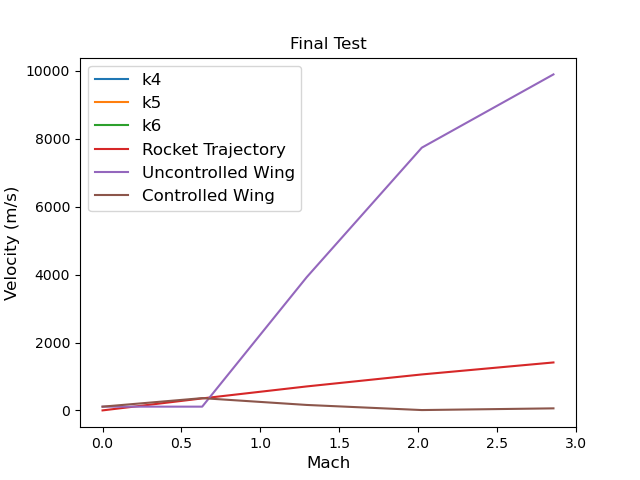 Final Test
10000
8000
6000
4000
2000
0
Velocity (m/s)
k4
k5
k6
Rocket Trajectory
Uncontrolled Wing
Controlled Wing
0.0 0.5 1.0 1.5 2.0 2.5 3.0
Mach